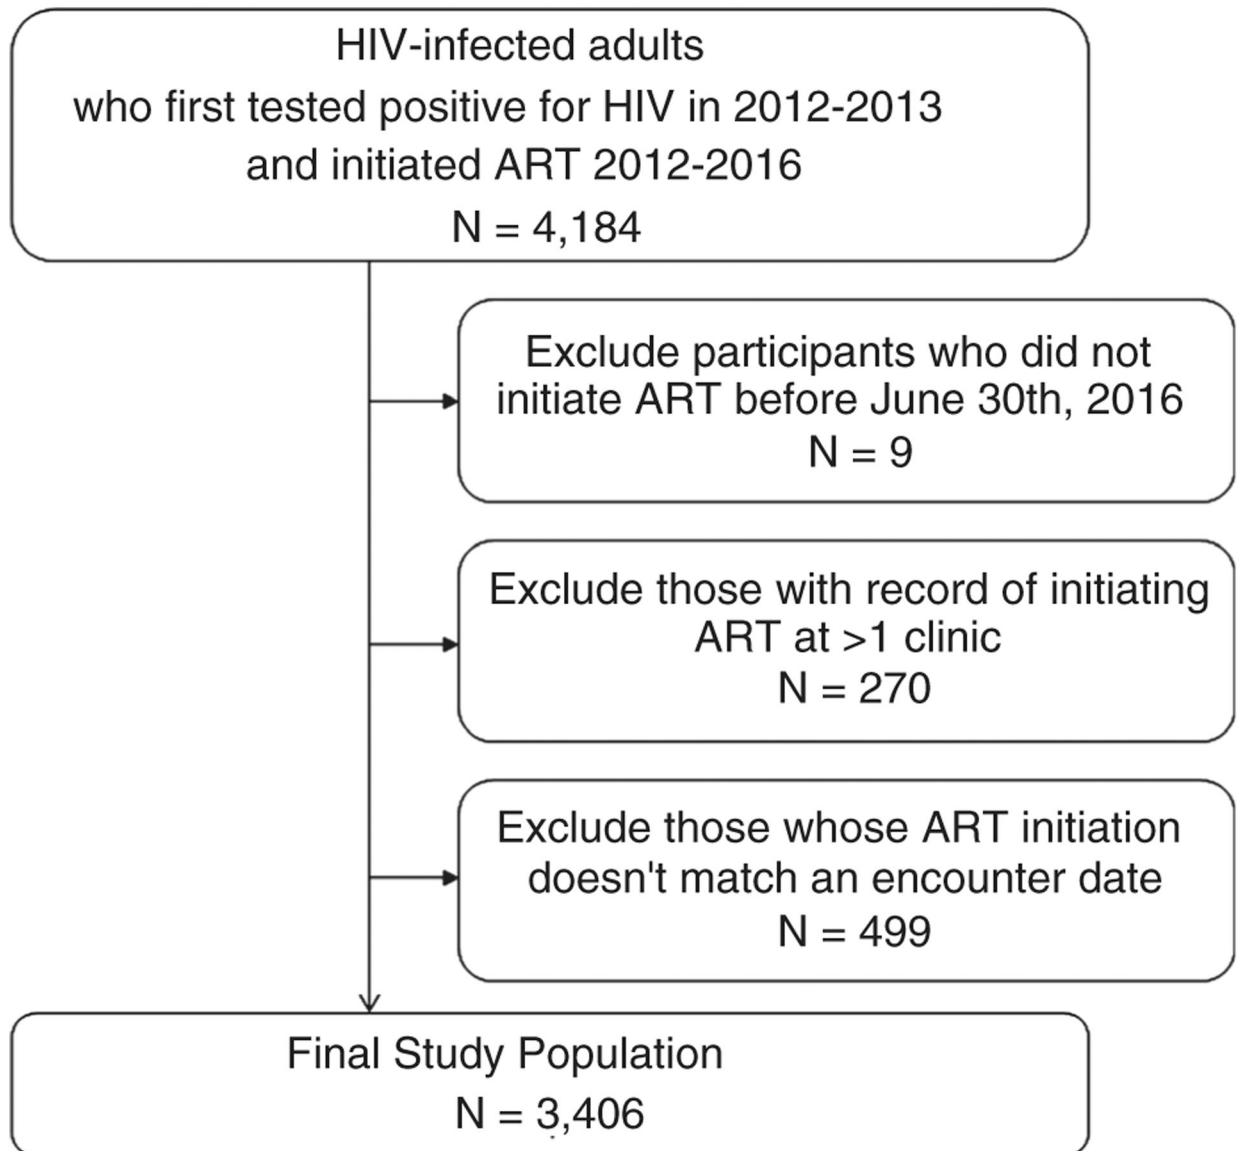 HIV-infected adults
who first tested positive for HIV in 2012-2013
and initiated ART 2012-2016
N = 4,184
Exclude participants who did not
initiate ART before June 30th, 2016
N = 9
Exclude those with record of initiating
ART at >1 clinic
N = 270
Exclude those whose ART initiation
doesn't match an encounter date
N = 499
Final Study Population
N = 3,406